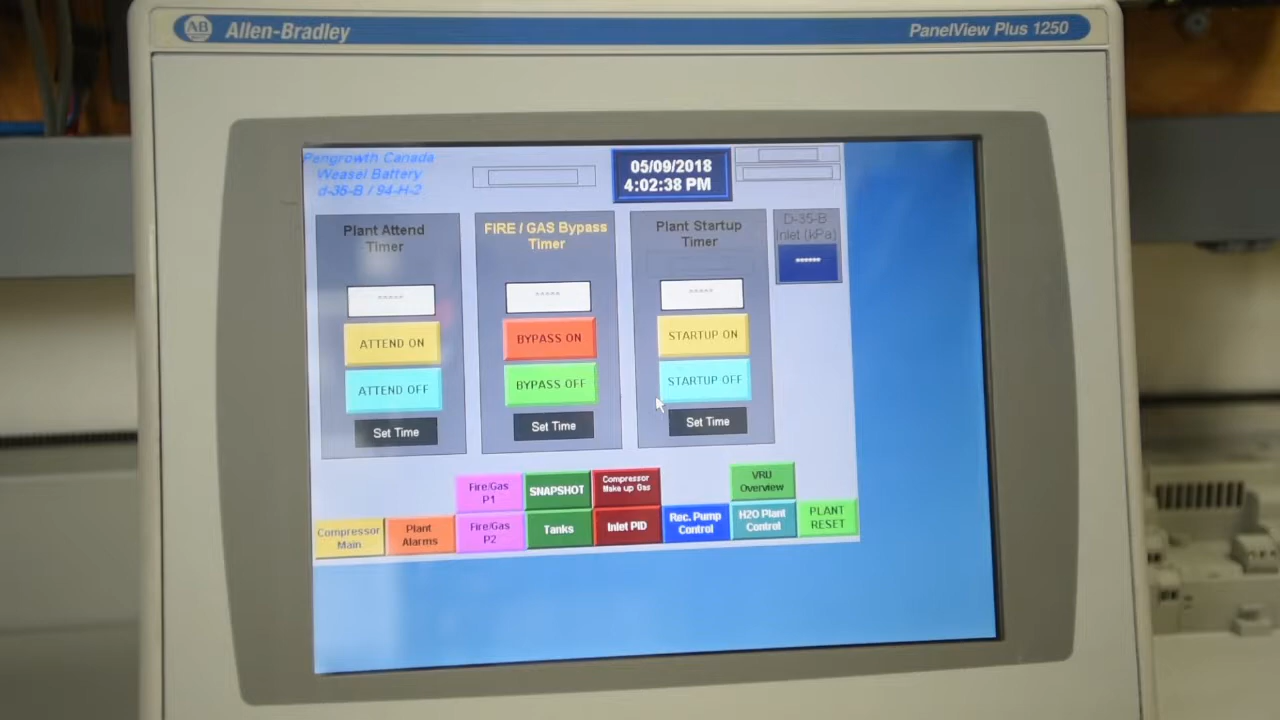 AB Allen-Bradley
PanelView Plus 1250
Pengrowth Canada
Weasel Battery
d-35-B / 94-H-2
05/09/2018
4:02:38 PM
Plant Attend
Timer
*****
ATTEND ON
ATTEND OFF
Set Time
FIRE / GAS Bypass
Timer
*****
BYPASS ON
BYPASS OFF
Set Time
Plant Startup
Timer
*****
STARTUP ON
STARTUP OFF
Set Time
D-35-B
Inlet (kPa)
******
Fire/Gas
P1
SNAPSHOT
Compressor
Make up Gas
VRU
Overview
Compressor
Main
Plant
Alarms
Fire/Gas
P2
Tanks
Inlet PID
Rec. Pump
Control
H2O Plant
Control
PLANT
RESET